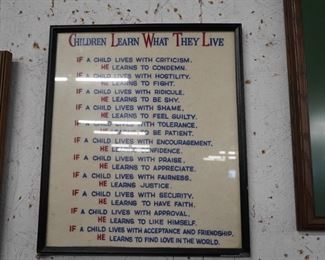 CHILDREN LEARN WHAT THEY LIVE
IF A CHILD LIVES WITH CRITICISM,
HE LEARNS TO CONDEMN.
IF A CHILD LIVES WITH HOSTILITY,
HE LEARNS TO FIGHT.
IF A CHILD LIVES WITH RIDICULE,
HE LEARNS TO BE SHY.
IF A CHILD LIVES WITH SHAME,
HE LEARNS TO FEEL GUILTY.
IF A CHILD LIVES WITH TOLERANCE,
TO BE PATIENT.
IF A CHILD LIVES WITH ENCOURAGEMENT,
HE CONFIDENCE.
IF A CHILD LIVES WITH PRAISE,
HE LEARNS TO APPRECIATE.
IF A CHILD LIVES WITH FAIRNESS,
HE LEARNS JUSTICE.
IF A CHILD LIVES WITH SECURITY,
HE LEARNS TO HAVE FAITH.
IF A CHILD LIVES WITH APPROVAL,
HE LEARNS TO LIKE HIMSELF.
IF A CHILD LIVES WITH ACCEPTANCE AND FRIENDSHIP,
HE LEARNS TO FIND LOVE IN THE WORLD.